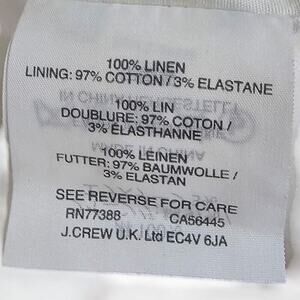 100% LINEN
LINING: 97% COTTON / 3% ELASTANE
100% LIN
DOUBLURE: 97% COTON /
3% ÉLASTHANNE
100% LEINEN
FUTTER: 97% BAUMWOLLE /
3% ELASTAN
SEE REVERSE FOR CARE
RN77388 CA56445
J.CREW U.K. Ltd EC4V 6JA